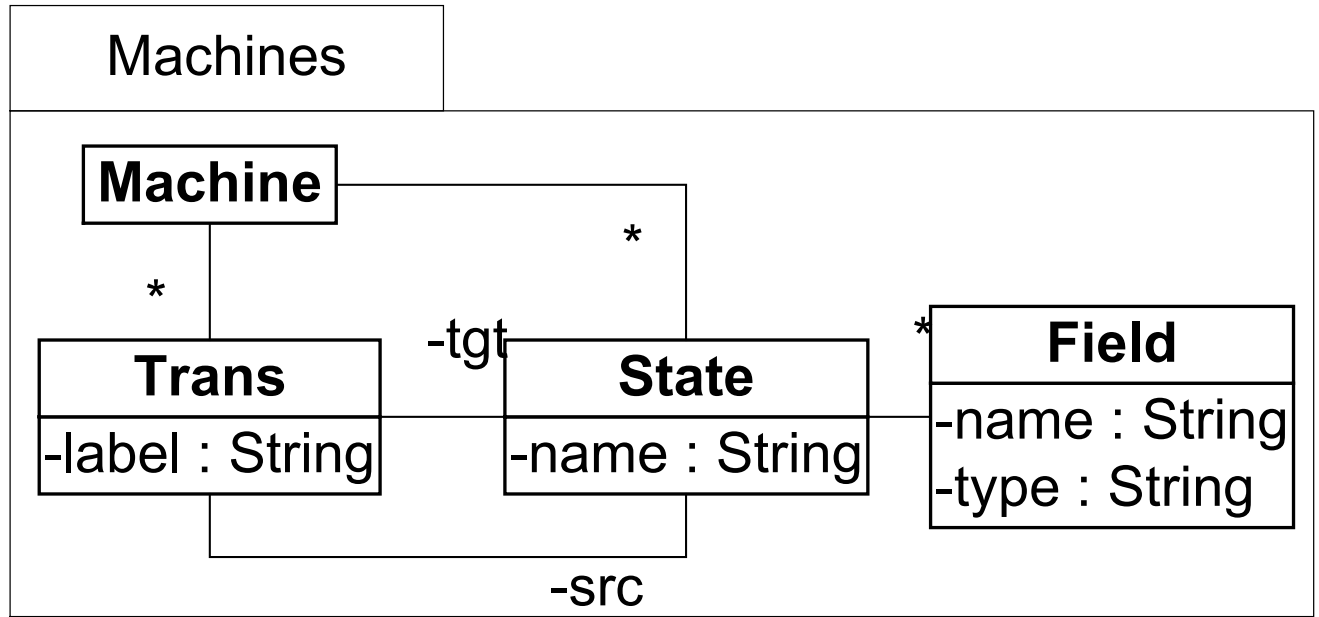 Machines
Machine
*
*
-tgt
*
Trans
-label : String
State
-name : String
Field
-name : String
-type : String
-src